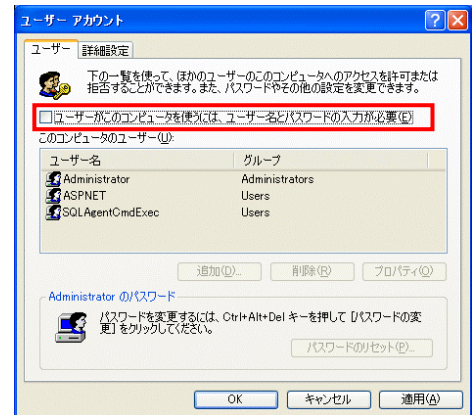 ユーザー アカウント
ユーザー 詳細設定
下の一覧を使って、ほかのユーザーのこのコンピュータへのアクセスを許可または
拒否することができます。また、パスワードやその他の設定を変更できます。
ユーザーがこのコンピュータを使うには、ユーザー名とパスワードの入力が必要(E)
このコンピュータのユーザー(U):
ユーザー名 グループ
Administrator Administrators
ASPNET Users
SQLAgentCmdExec Users
追加(D)... 削除(R) プロパティ(O)
Administrator のパスワード
パスワードを変更するには、Ctrl+Alt+Del キーを押して [パスワードの変
更] をクリックしてください。
パスワードのリセット(P)...
OK キャンセル 適用(A)